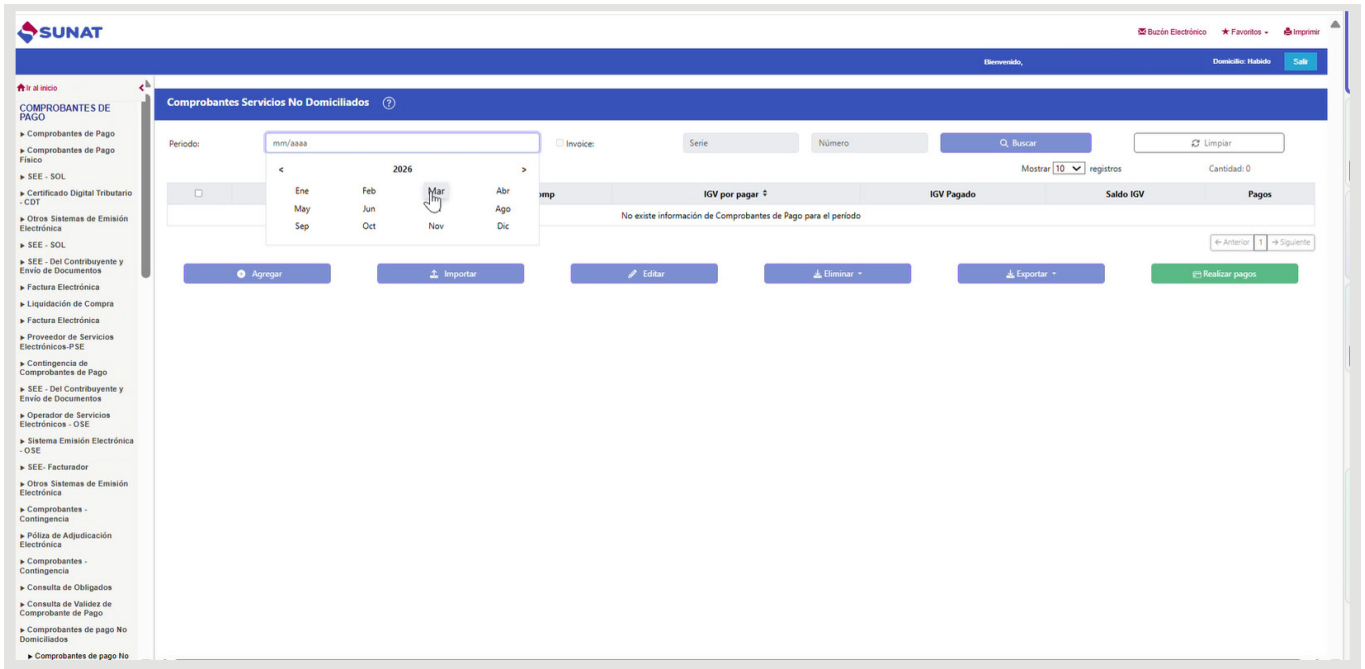 SUNAT
Buzón Electrónico
Favoritos
Imprimir
Bienvenido,
Domicilio: Habido
Salir
Ir al inicio
COMPROBANTES DE
PAGO
Comprobantes de Pago
Comprobantes de Pago
Físico
SEE - SOL
Certificado Digital Tributario
- CDT
Otros Sistemas de Emisión
Electrónica
SEE - SOL
SEE - Del Contribuyente y
Envío de Documentos
Factura Electrónica
Liquidación de Compra
Factura Electrónica
Proveedor de Servicios
Electrónicos-PSE
Contingencia de
Comprobantes de Pago
SEE - Del Contribuyente y
Envío de Documentos
Operador de Servicios
Electrónicos - OSE
Sistema Emisión Electrónica
- OSE
SEE- Facturador
Otros Sistemas de Emisión
Electrónica
Comprobantes -
Contingencia
Póliza de Adjudicación
Electrónica
Comprobantes -
Contingencia
Consulta de Obligados
Consulta de Validez de
Comprobante de Pago
Comprobantes de pago No
Domiciliados
Comprobantes de pago No
Comprobantes Servicios No Domiciliados ?
Periodo:
mm/aaaa
Invoice:
Serie
Número
Buscar
Limpiar
< 2026 >
Ene Feb Mar Abr
May Jun Ago
Sep Oct Nov Dic
Mostrar 10 registros
Cantidad: 0
omp IGV por pagar IGV Pagado Saldo IGV Pagos
No existe información de Comprobantes de Pago para el período
← Anterior 1 → Siguiente
Agregar
Importar
Editar
Eliminar
Exportar
Realizar pagos